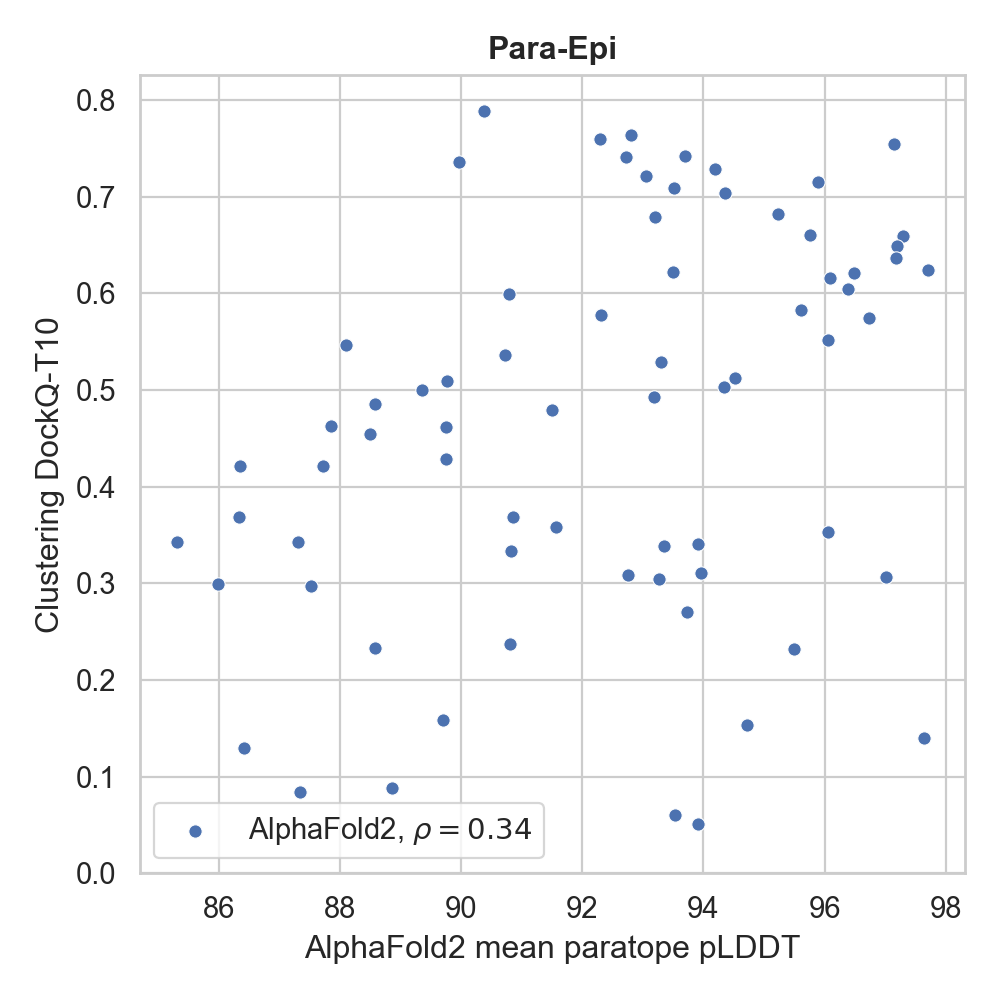 Para-Epi
0.8
0.7
0.6
0.5
0.4
0.3
0.2
0.1
0.0
Clustering DockQ-T10
AlphaFold2, ρ = 0.34
86 88 90 92 94 96 98
AlphaFold2 mean paratope pLDDT